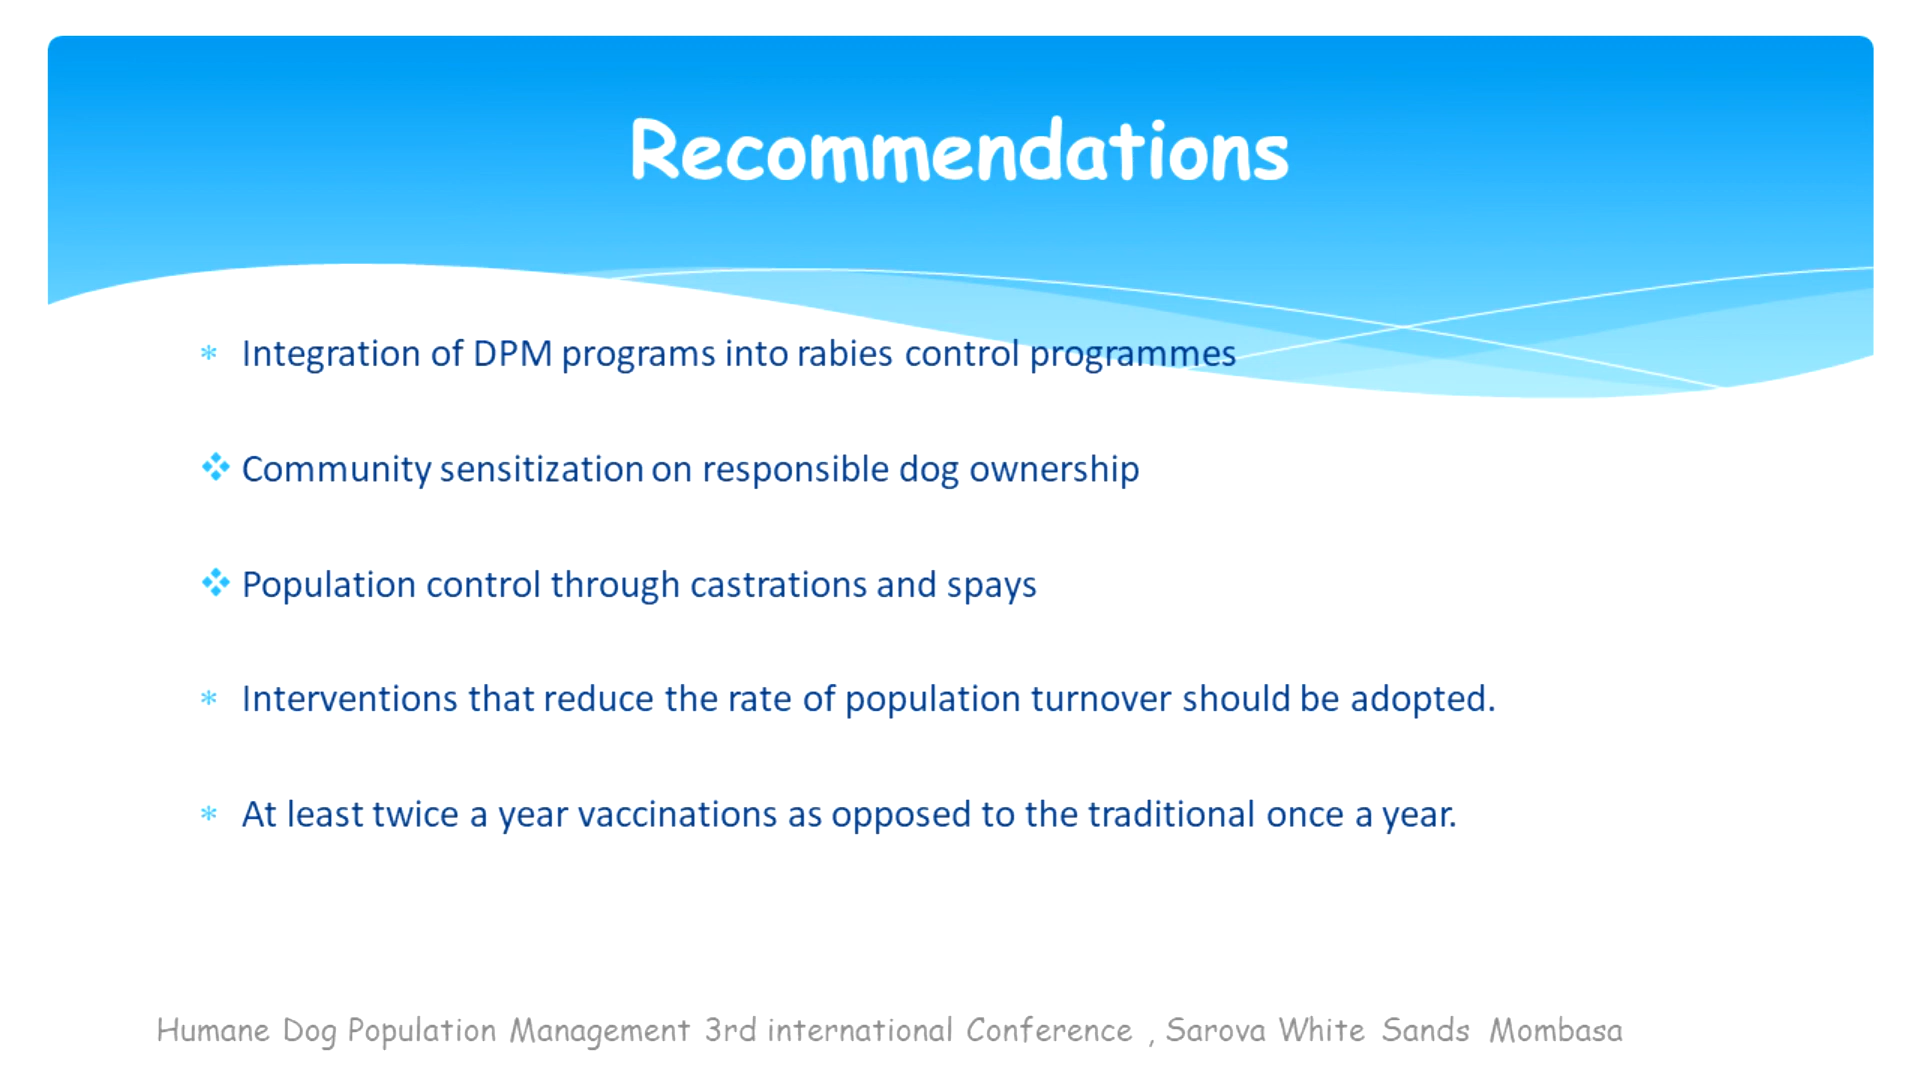 Recommendations
* Integration of DPM programs into rabies control programmes
❖ Community sensitization on responsible dog ownership
❖ Population control through castrations and spays
* Interventions that reduce the rate of population turnover should be adopted.
* At least twice a year vaccinations as opposed to the traditional once a year.
Humane Dog Population Management 3rd international Conference , Sarova White Sands Mombasa